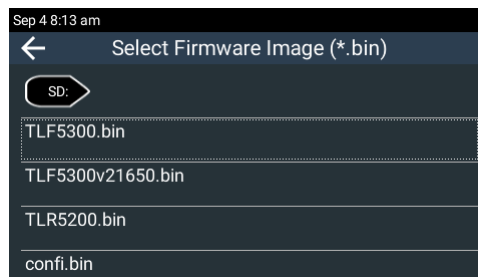 Sep 4 8:13 am
Select Firmware Image (*.bin)
SD:
TLF5300.bin
TLF5300v21650.bin
TLR5200.bin
confi.bin